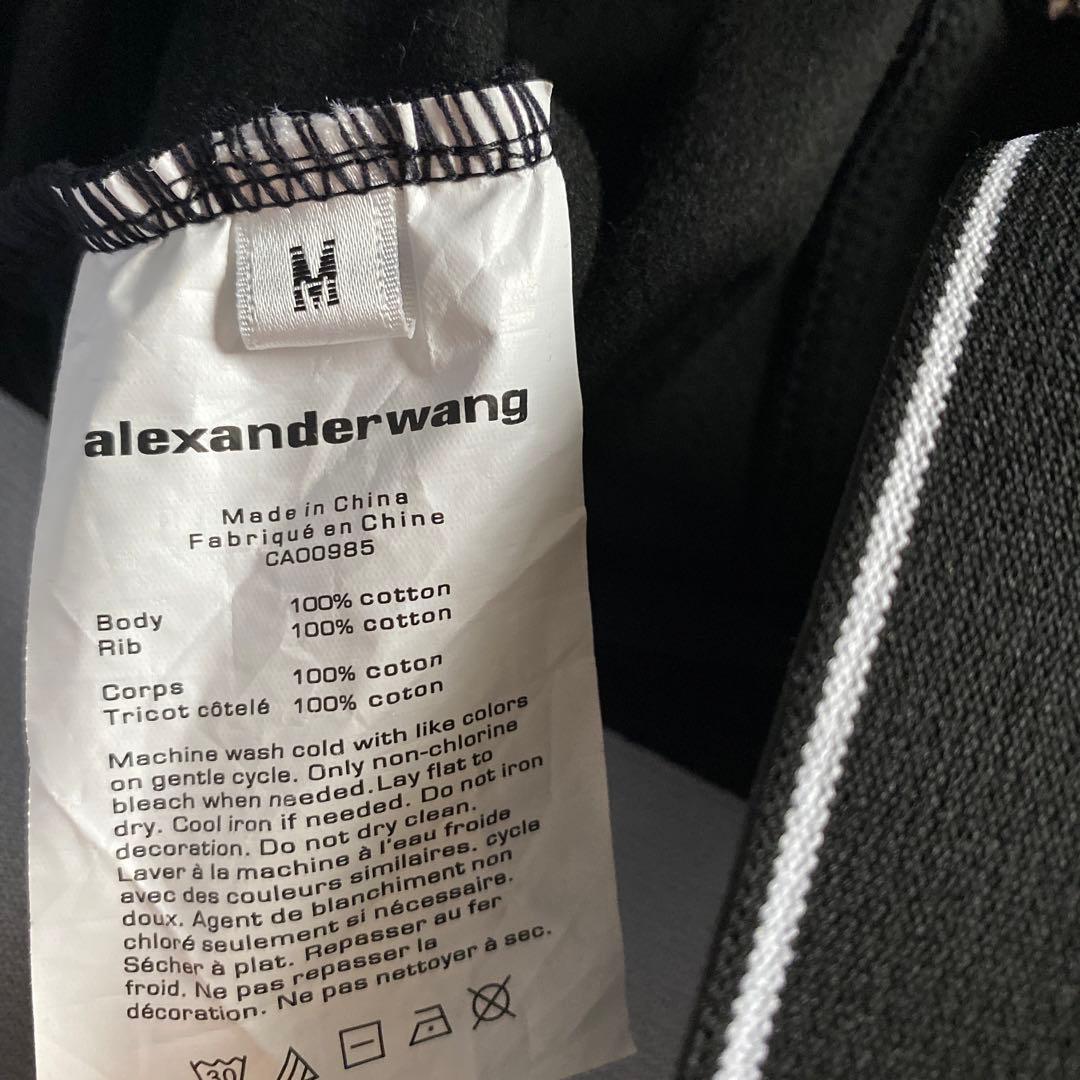 M
alexanderwang
Made in China
Fabriqué en Chine
CA00985
Body 100% cotton
Rib 100% cotton
Corps 100% coton
Tricot côtelé 100% coton
Machine wash cold with like colors
on gentle cycle. Only non-chlorine
bleach when needed. Lay flat to
dry. Cool iron if needed. Do not iron
decoration. Do not dry clean.
Laver à la machine à l'eau froide
avec des couleurs similaires. cycle
doux. Agent de blanchiment non
chloré seulement si nécessaire.
Sécher à plat. Repasser au fer
froid. Ne pas repasser la
décoration. Ne pas nettoyer à sec.
30